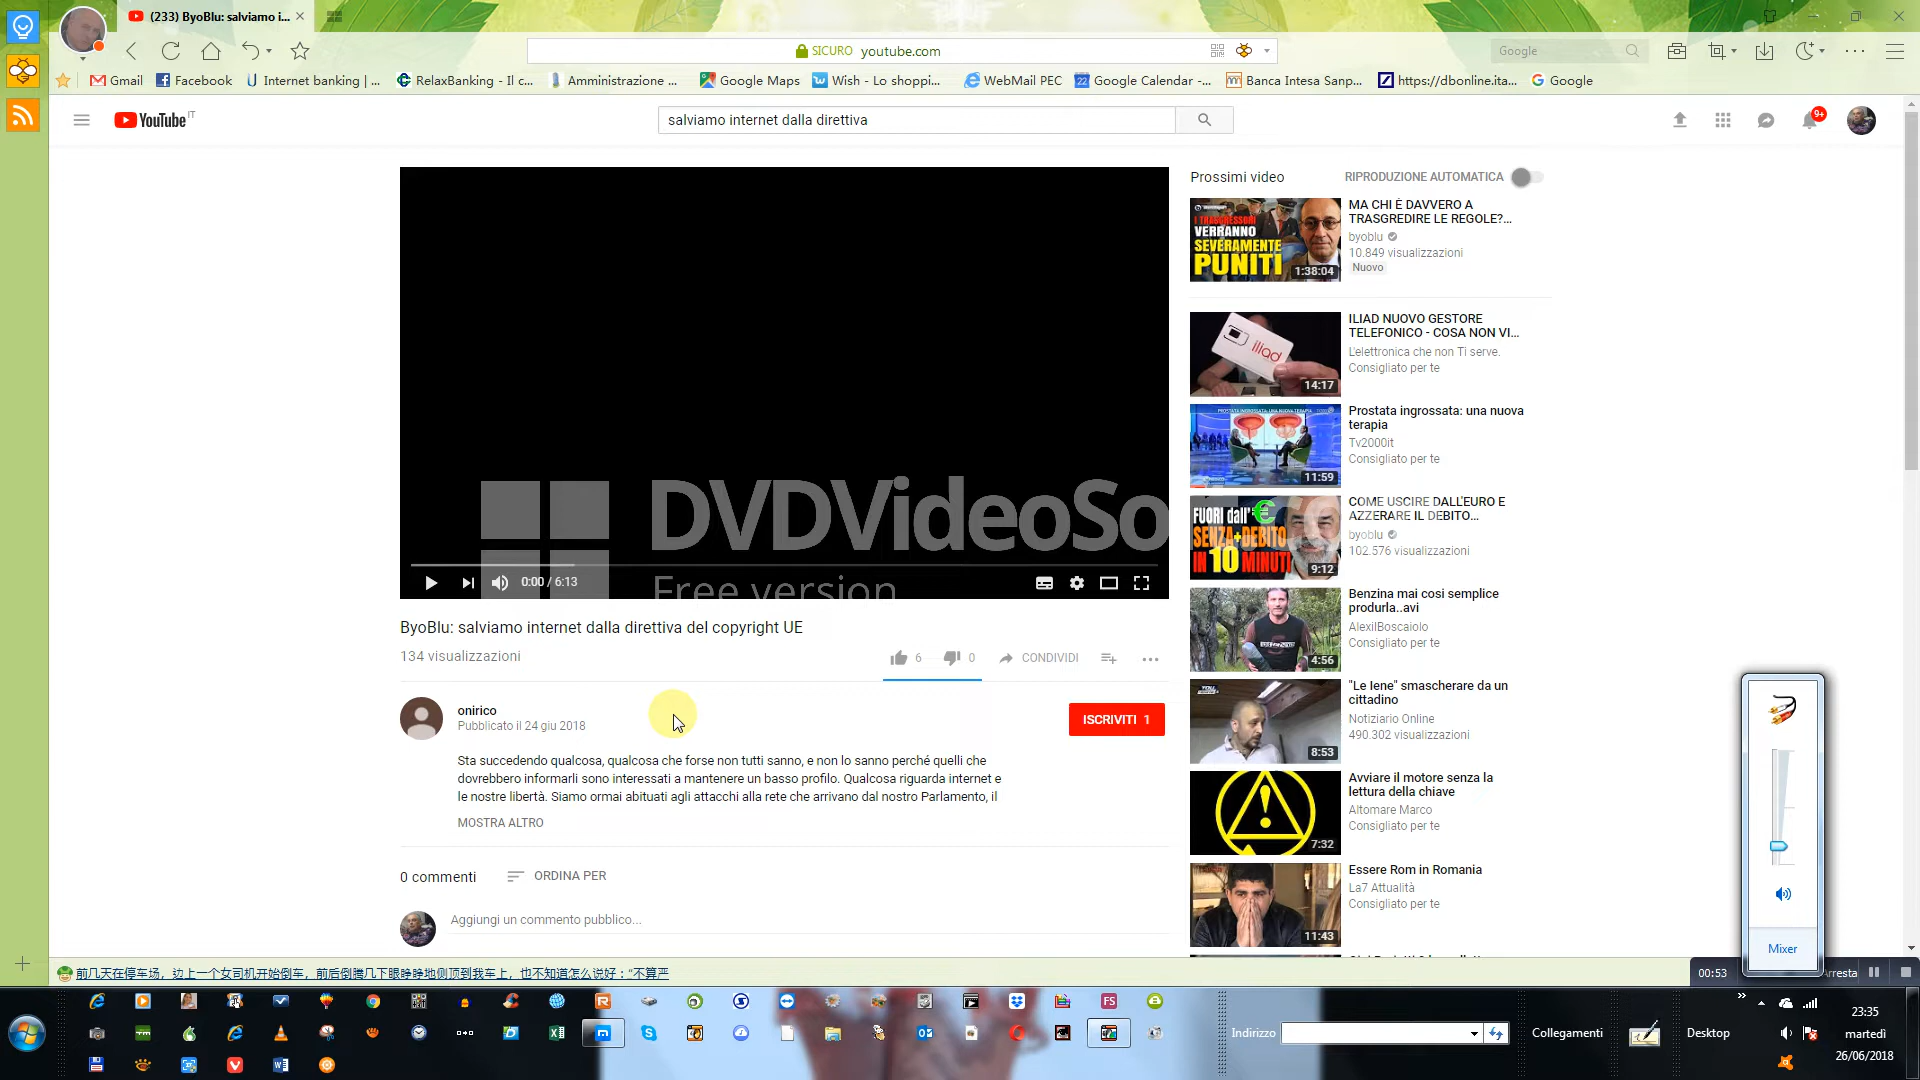 (233) ByoBlu: salviamo i...
SICURO youtube.com
Google
Gmail
Facebook
Internet banking |...
RelaxBanking - Il c...
Amministrazione ...
Google Maps
Wish - Lo shoppi...
WebMail PEC
Google Calendar -...
Banca Intesa Sanp...
https://dbonline.ita...
Google
YouTube IT
salviamo internet dalla direttiva
9+
DVDVideoSo
Free version
0:00 / 6:13
ByoBlu: salviamo internet dalla direttiva del copyright UE
134 visualizzazioni
6
0
CONDIVIDI
onirico
Pubblicato il 24 giu 2018
ISCRIVITI 1
Sta succedendo qualcosa, qualcosa che forse non tutti sanno, e non lo sanno perché quelli che
dovrebbero informarli sono interessati a mantenere un basso profilo. Qualcosa riguarda internet e
le nostre libertà. Siamo ormai abituati agli attacchi alla rete che arrivano dal nostro Parlamento, il
MOSTRA ALTRO
0 commenti
ORDINA PER
Aggiungi un commento pubblico...
Prossimi video
RIPRODUZIONE AUTOMATICA
I TRASGRESSORI
VERRANNO
SEVERAMENTE
PUNITI
1:38:04
MA CHI È DAVVERO A
TRASGREDIRE LE REGOLE?...
byoblu
10.849 visualizzazioni
Nuovo
iliad
14:17
ILIAD NUOVO GESTORE
TELEFONICO - COSA NON VI...
L'elettronica che non Ti serve.
Consigliato per te
PROSTATA INGROSSATA: UNA NUOVA TERAPIA
11:59
Prostata ingrossata: una nuova
terapia
Tv2000it
Consigliato per te
FUORI dall'€
SENZA+DEBITO
IN 10 MINUTI
9:12
COME USCIRE DALL'EURO E
AZZERARE IL DEBITO...
byoblu
102.576 visualizzazioni
4:56
Benzina mai cosi semplice
produrla..avi
AlexilBoscaiolo
Consigliato per te
8:53
"Le Iene" smascherare da un
cittadino
Notiziario Online
490.302 visualizzazioni
7:32
Avviare il motore senza la
lettura della chiave
Altomare Marco
Consigliato per te
11:43
Essere Rom in Romania
La7 Attualità
Consigliato per te
Mixer
前几天在停车场，边上一个女司机开始倒车，前后倒腾几下眼睁睁地侧顶到我车上，也不知道怎么说好：“不算严
00:53
Arresta
Indirizzo
Collegamenti
Desktop
23:35
martedì
26/06/2018